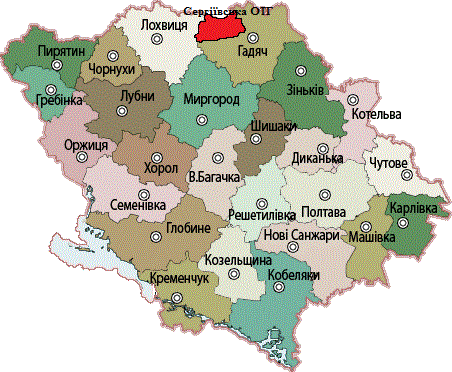 Сергіївська ОТГ
Лохвиця
Пирятин
Гадяч
Чорнухи
Гребінка
Лубни
Миргород
Зіньків
Котельва
Шишаки
Оржиця
Диканька
Чутове
Хорол
В.Багачка
Семенівка
Решетилівка
Полтава
Карлівка
Глобине
Нові Санжари
Машівка
Козельщина
Кременчук
Кобеляки